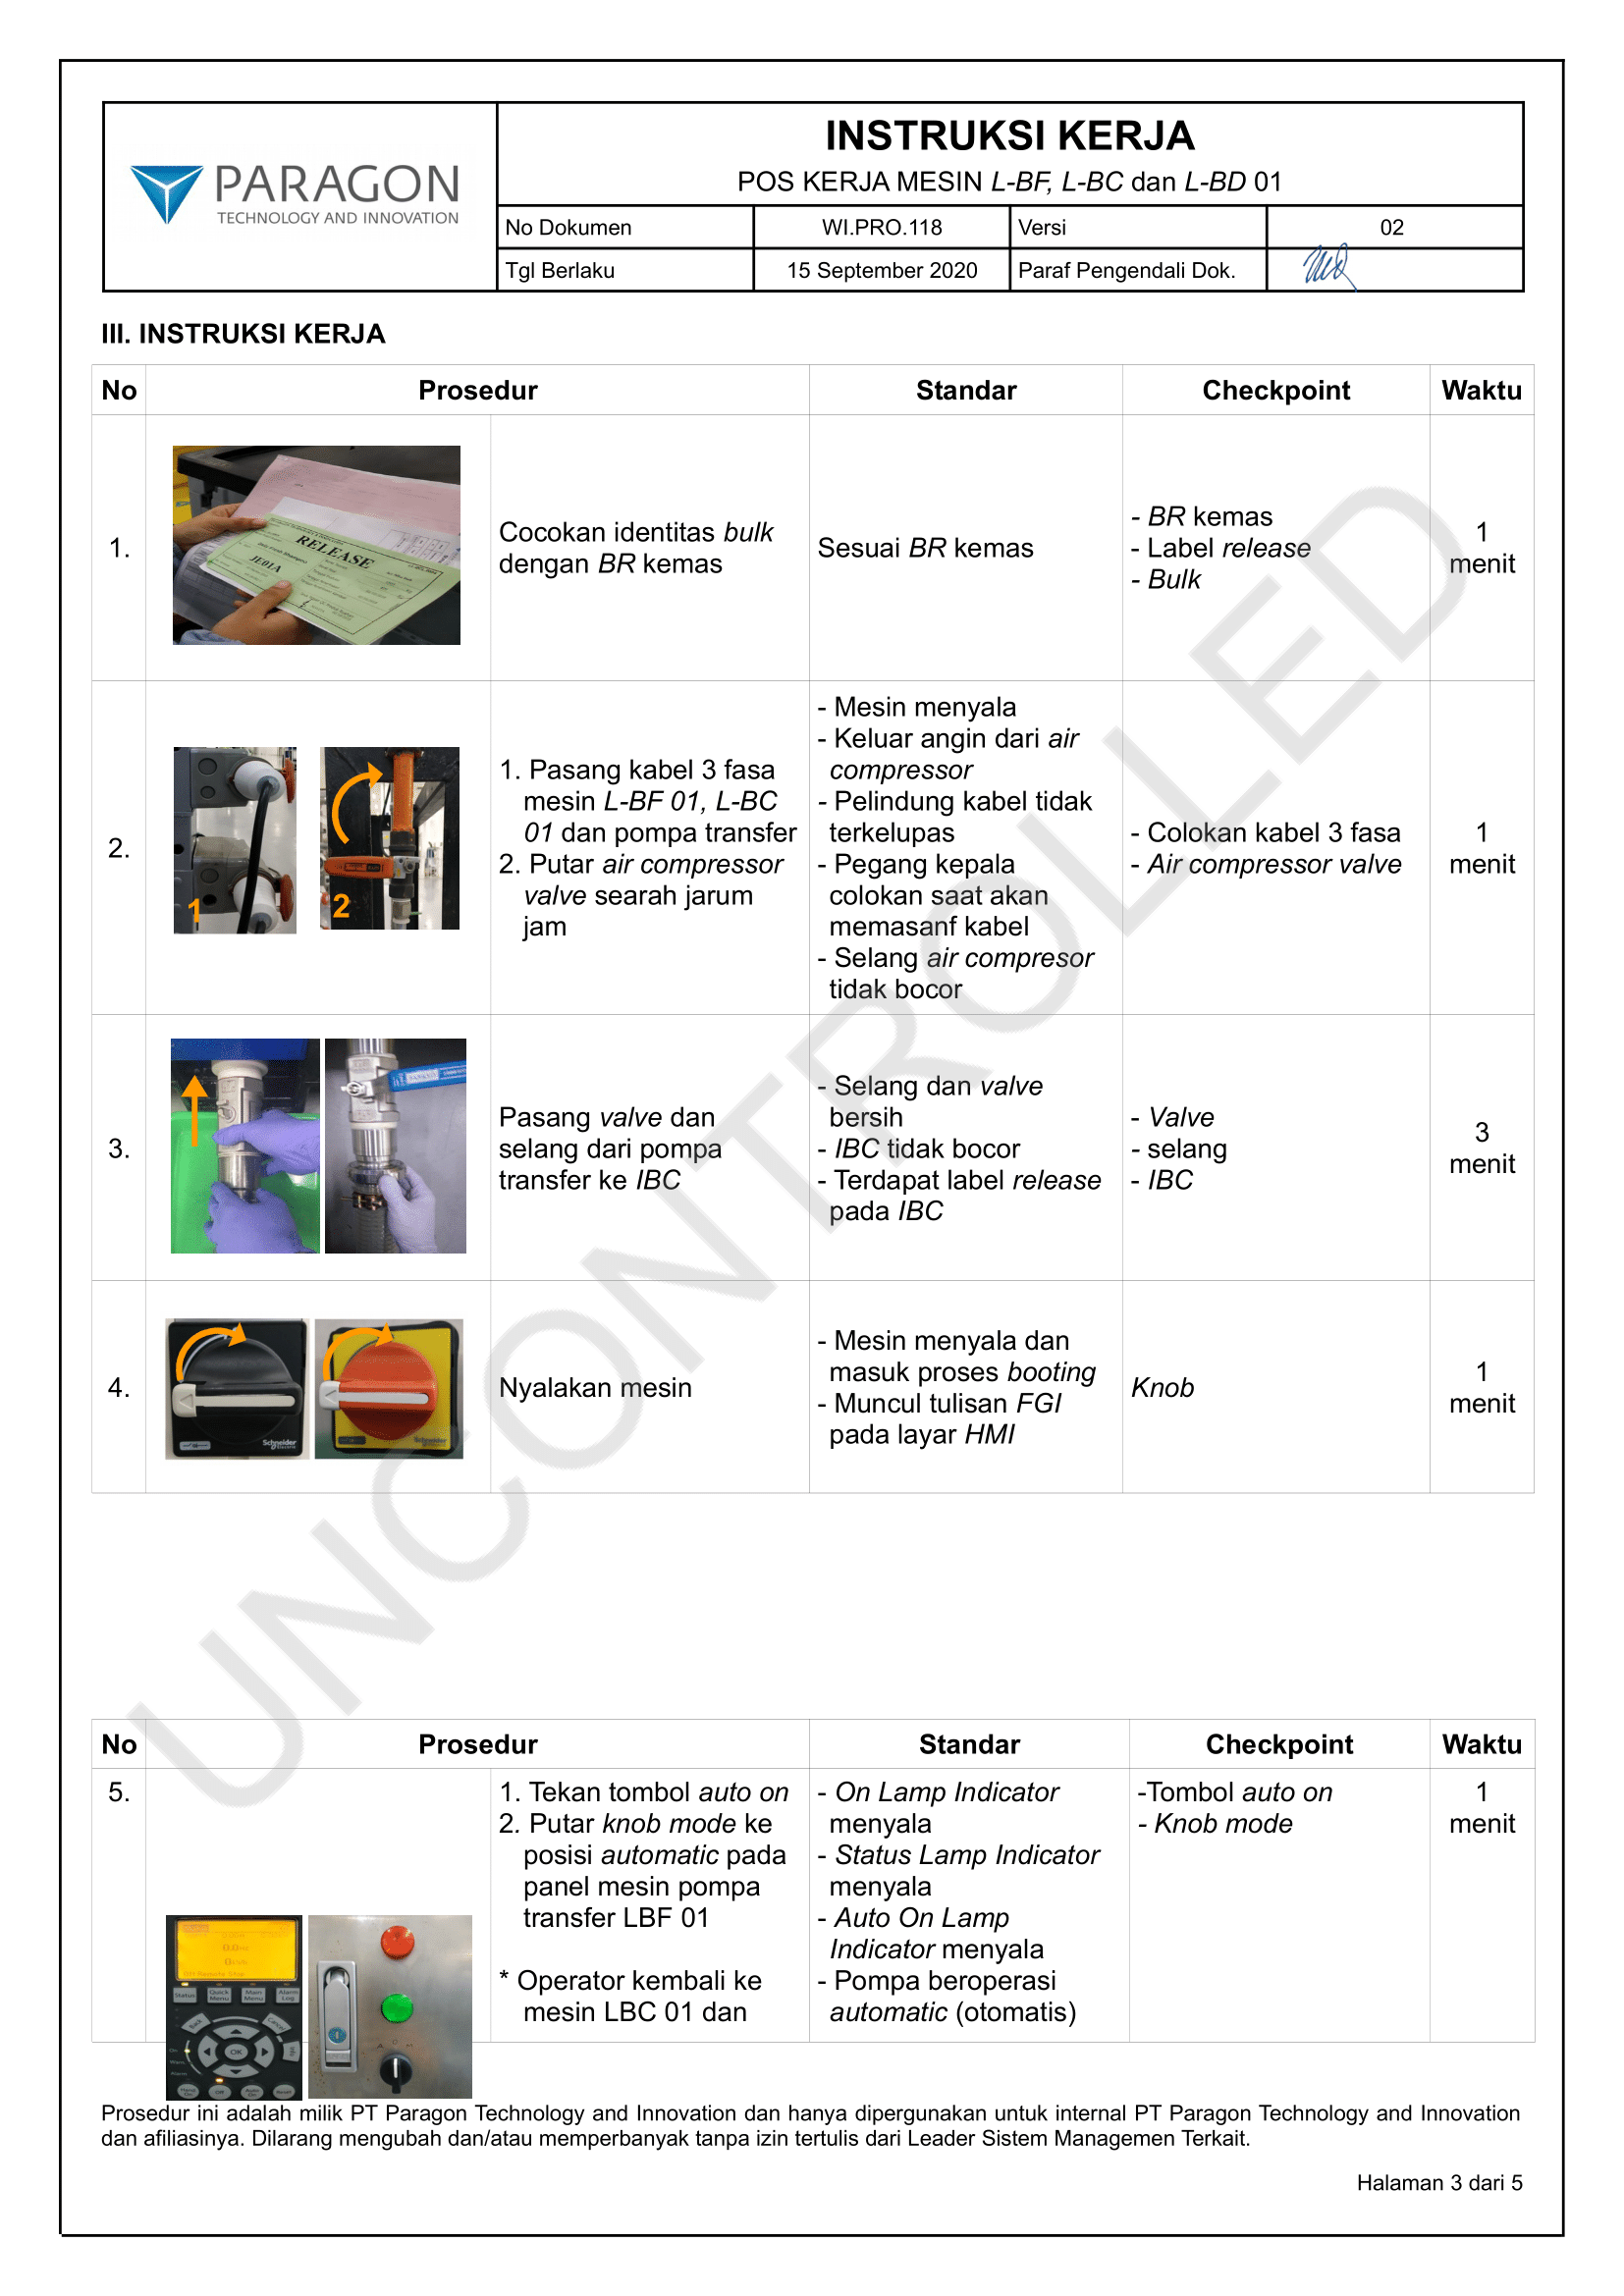 PARAGON
TECHNOLOGY AND INNOVATION
INSTRUKSI KERJA
POS KERJA MESIN L-BF, L-BC dan L-BD 01
No Dokumen
WI.PRO.118
Versi
02
Tgl Berlaku
15 September 2020
Paraf Pengendali Dok.
III. INSTRUKSI KERJA
No
Prosedur
Standar
Checkpoint
Waktu
1.
RELEASE
JE01A
Cocokan identitas bulk
dengan BR kemas
Sesuai BR kemas
- BR kemas
- Label release
- Bulk
1
menit
2.
1
2
1. Pasang kabel 3 fasa
mesin L-BF 01, L-BC
01 dan pompa transfer
2. Putar air compressor
valve searah jarum
jam
- Mesin menyala
- Keluar angin dari air
compressor
- Pelindung kabel tidak
terkelupas
- Pegang kepala
colokan saat akan
memasanf kabel
- Selang air compresor
tidak bocor
- Colokan kabel 3 fasa
- Air compressor valve
1
menit
3.
Pasang valve dan
selang dari pompa
transfer ke IBC
- Selang dan valve
bersih
- IBC tidak bocor
- Terdapat label release
pada IBC
- Valve
- selang
- IBC
3
menit
4.
Schneider
Electric
Nyalakan mesin
- Mesin menyala dan
masuk proses booting
- Muncul tulisan FGI
pada layar HMI
Knob
1
menit
UNCONTROLLED
No
Prosedur
Standar
Checkpoint
Waktu
5.
Status
Quick
Menu
Main
Menu
Alarm
Log
Back
Cancel
OK
1. Tekan tombol auto on
2. Putar knob mode ke
posisi automatic pada
panel mesin pompa
transfer LBF 01
* Operator kembali ke
mesin LBC 01 dan
- On Lamp Indicator
menyala
- Status Lamp Indicator
menyala
- Auto On Lamp
Indicator menyala
- Pompa beroperasi
automatic (otomatis)
-Tombol auto on
- Knob mode
1
menit
Prosedur ini adalah milik PT Paragon Technology and Innovation dan hanya dipergunakan untuk internal PT Paragon Technology and Innovation
dan afiliasinya. Dilarang mengubah dan/atau memperbanyak tanpa izin tertulis dari Leader Sistem Managemen Terkait.
Halaman 3 dari 5